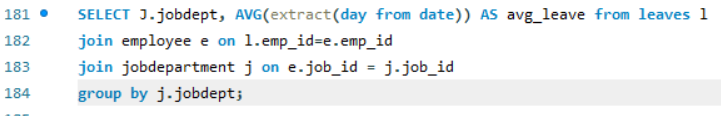 181 SELECT J.jobdept, AVG(extract(day from date)) AS avg_leave from leaves l
182 join employee e on l.emp_id=e.emp_id
183 join jobdepartment j on e.job_id = j.job_id
184 group by j.jobdept;